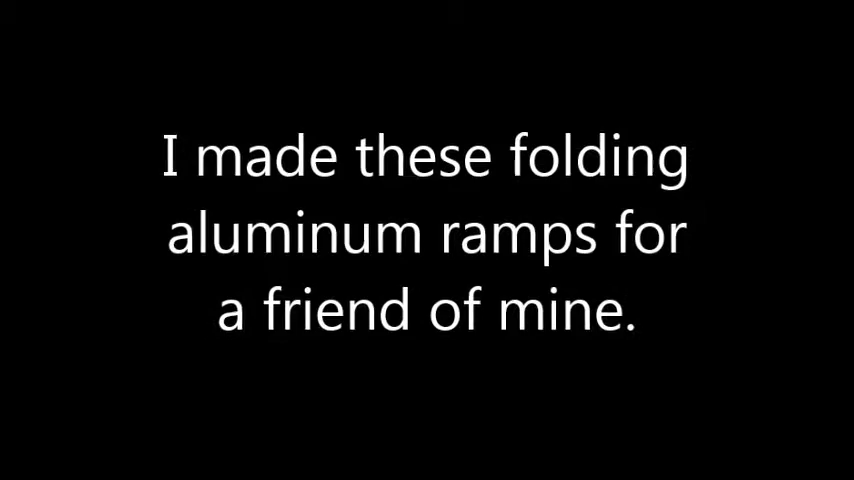 I made these folding
aluminum ramps for
a friend of mine.